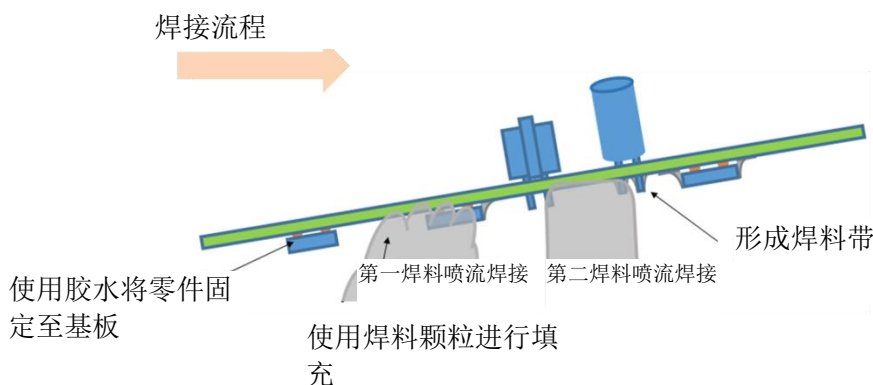 焊接流程
形成焊料带
第一焊料喷流焊接
第二焊料喷流焊接
使用胶水将零件固
定至基板
使用焊料颗粒进行填
充